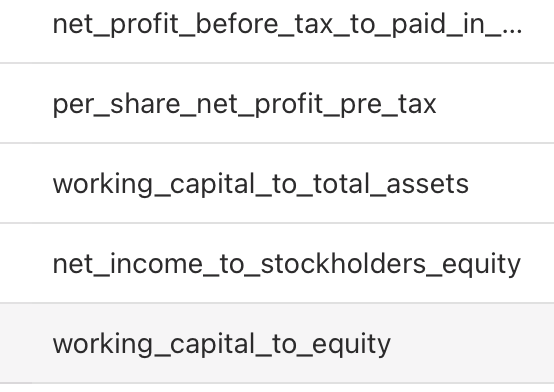 net_profit_before_tax_to_paid_in_...
per_share_net_profit_pre_tax
working_capital_to_total_assets
net_income_to_stockholders_equity
working_capital_to_equity